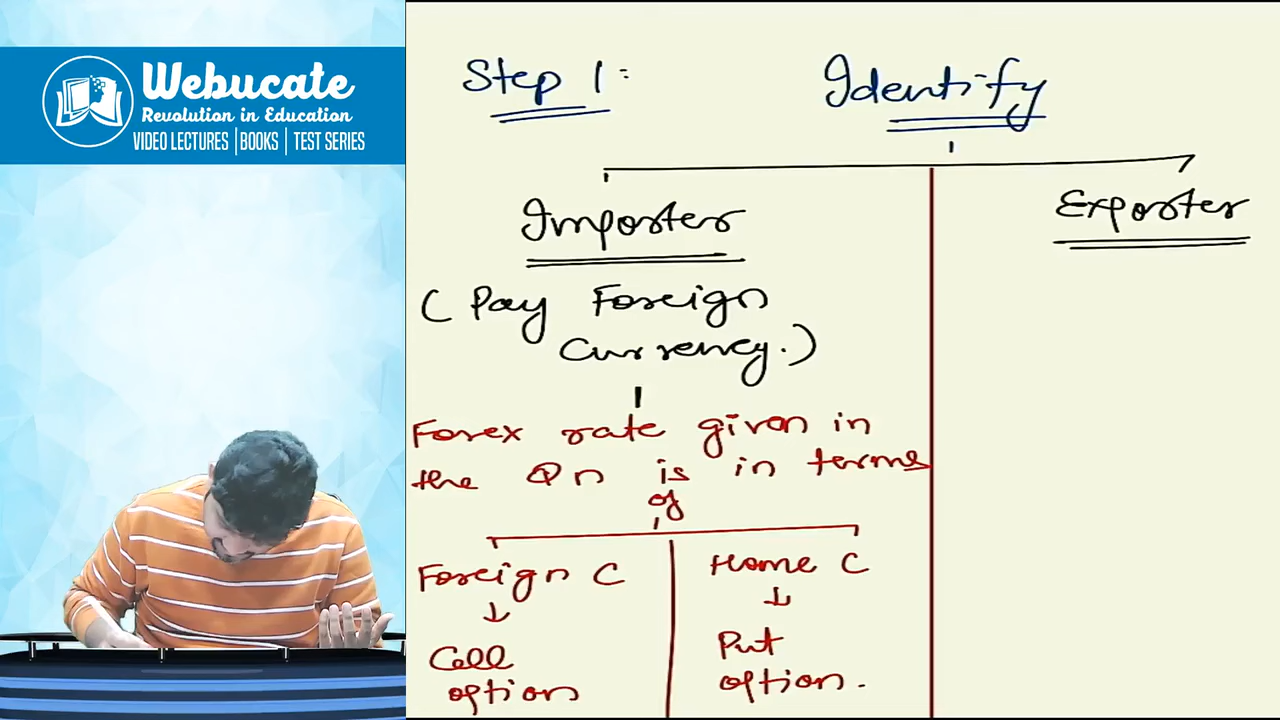 Webucate
Revolution in Education
VIDEO LECTURES | BOOKS | TEST SERIES
Step 1:
Identify
Importer
Exporter
(Pay Foreign
Currency.)
Forex rate given in
the Qn is in terms
of
Foreign C
Home C
Call
option
Put
option.